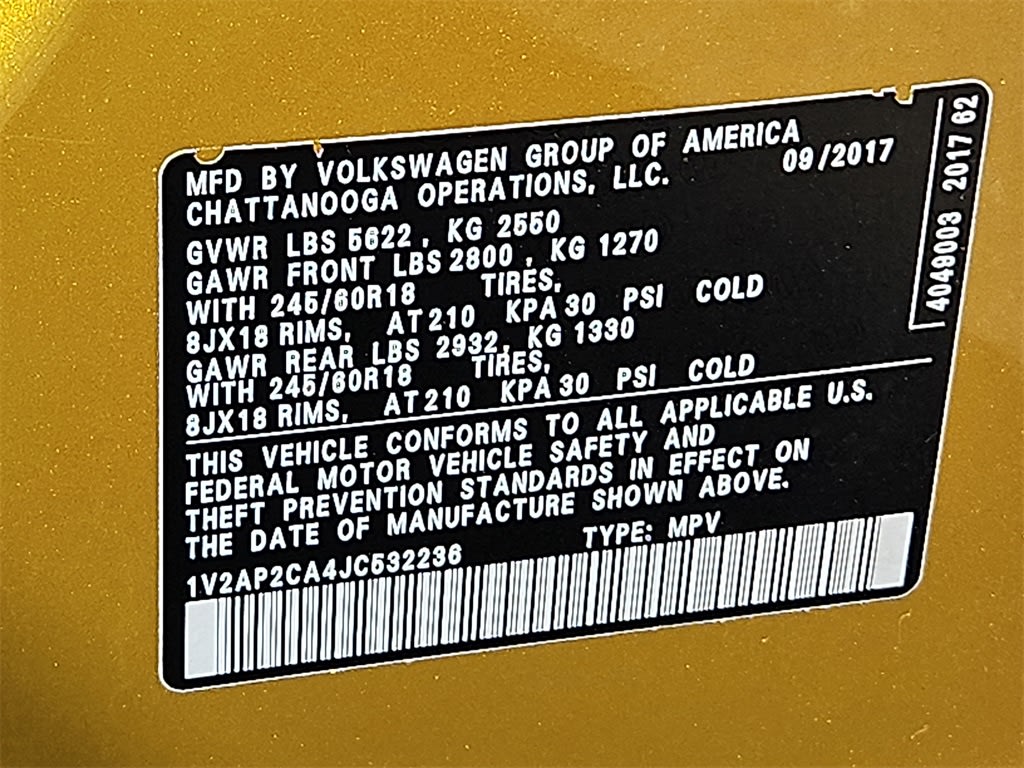 MFD BY VOLKSWAGEN GROUP OF AMERICA
CHATTANOOGA OPERATIONS, LLC. 09/2017
GVWR LBS 5622 , KG 2550
GAWR FRONT LBS 2800 , KG 1270
WITH 245/60R18 TIRES,
8JX18 RIMS, AT 210 KPA 30 PSI COLD
GAWR REAR LBS 2932, KG 1330
WITH 245/60R18 TIRES,
8JX18 RIMS, AT 210 KPA 30 PSI COLD
THIS VEHICLE CONFORMS TO ALL APPLICABLE U.S.
FEDERAL MOTOR VEHICLE SAFETY AND
THEFT PREVENTION STANDARDS IN EFFECT ON
THE DATE OF MANUFACTURE SHOWN ABOVE.
1V2AP2CA4JC532236 TYPE: MPV
4049003 2017 62